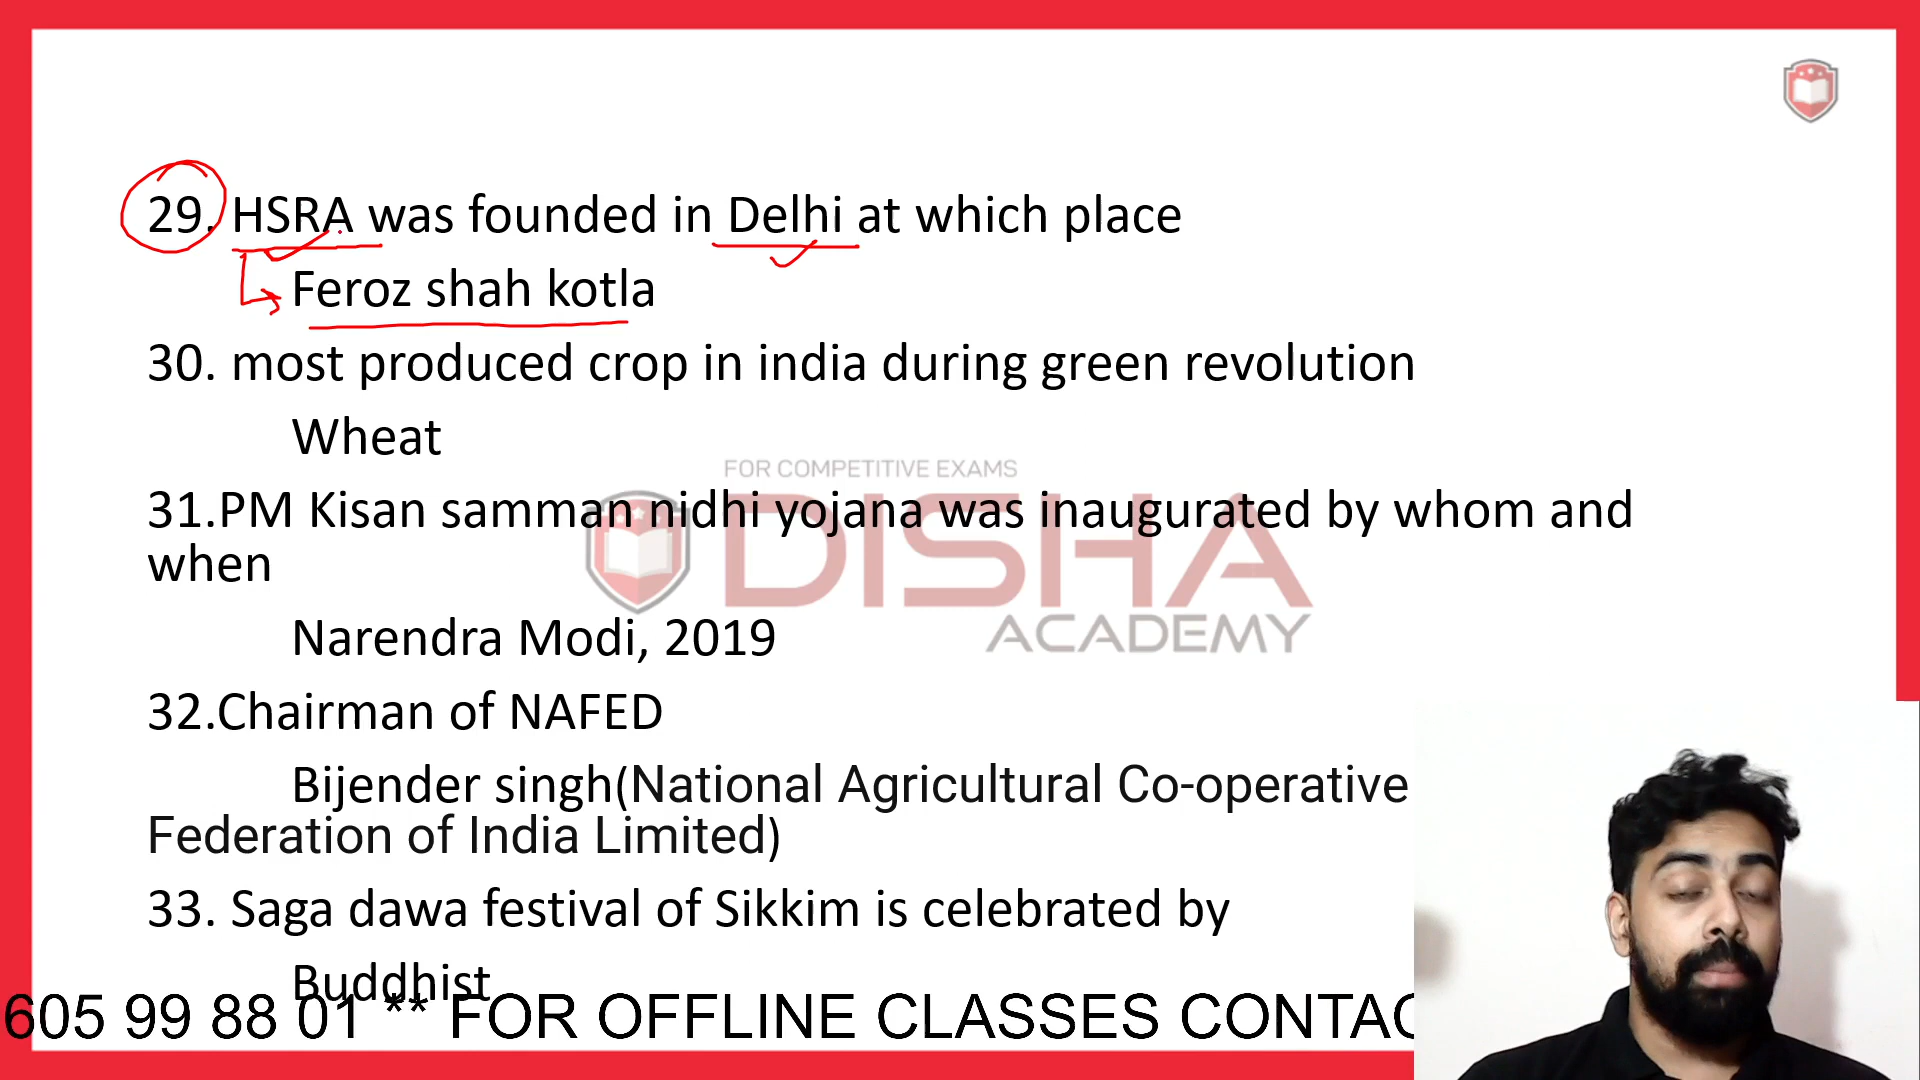 29. HSRA was founded in Delhi at which place
Feroz shah kotla
30. most produced crop in india during green revolution
Wheat
FOR COMPETITIVE EXAMS
31.PM Kisan samman nidhi yojana was inaugurated by whom and
when
DISHA
ACADEMY
Narendra Modi, 2019
32.Chairman of NAFED
Bijender singh(National Agricultural Co-operative
Federation of India Limited)
33. Saga dawa festival of Sikkim is celebrated by
Buddhist
605 99 88 01 ** FOR OFFLINE CLASSES CONTAC